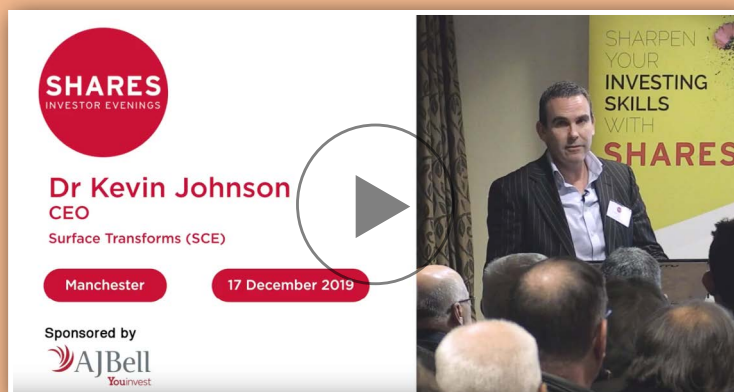 SHARES
INVESTOR EVENINGS
Dr Kevin Johnson
CEO
Surface Transforms (SCE)
Manchester
17 December 2019
Sponsored by
AJBell
Youinvest
SHARPEN
YOUR
INVESTING
SKILLS
WITH
SHARES